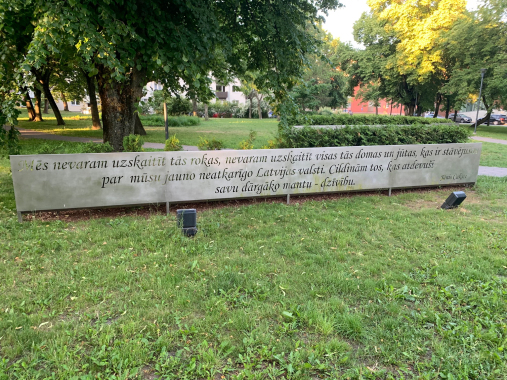 Mēs nevaram uzskaitīt tās rokas, nevaram uzskaitīt visas tās domas un jūtas, kas ir stāvējušas
par mūsu jauno neatkarīgo Latvijas valsti. Cildinām tos, kas atdevuši
savu dārgāko mantu - dzīvību.